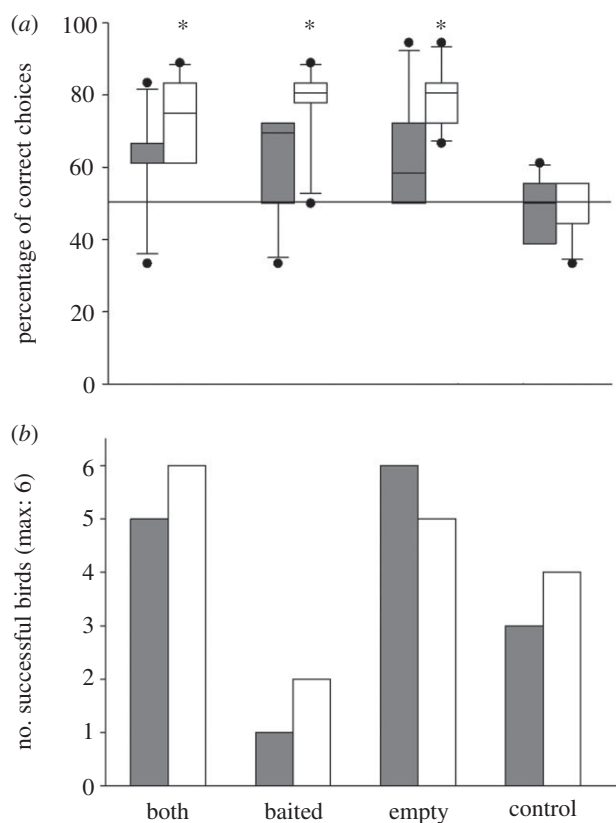 (a)
100
80
60
40
20
0
percentage of correct choices
* * *
(b)
6
5
4
3
2
1
0
no. successful birds (max: 6)
both baited empty control